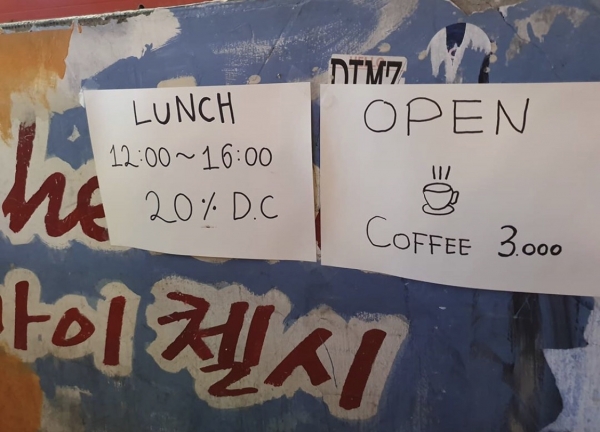 DTM7
LUNCH
12:00~16:00
20% D.C
OPEN
COFFEE 3.000
he
마이 첼시